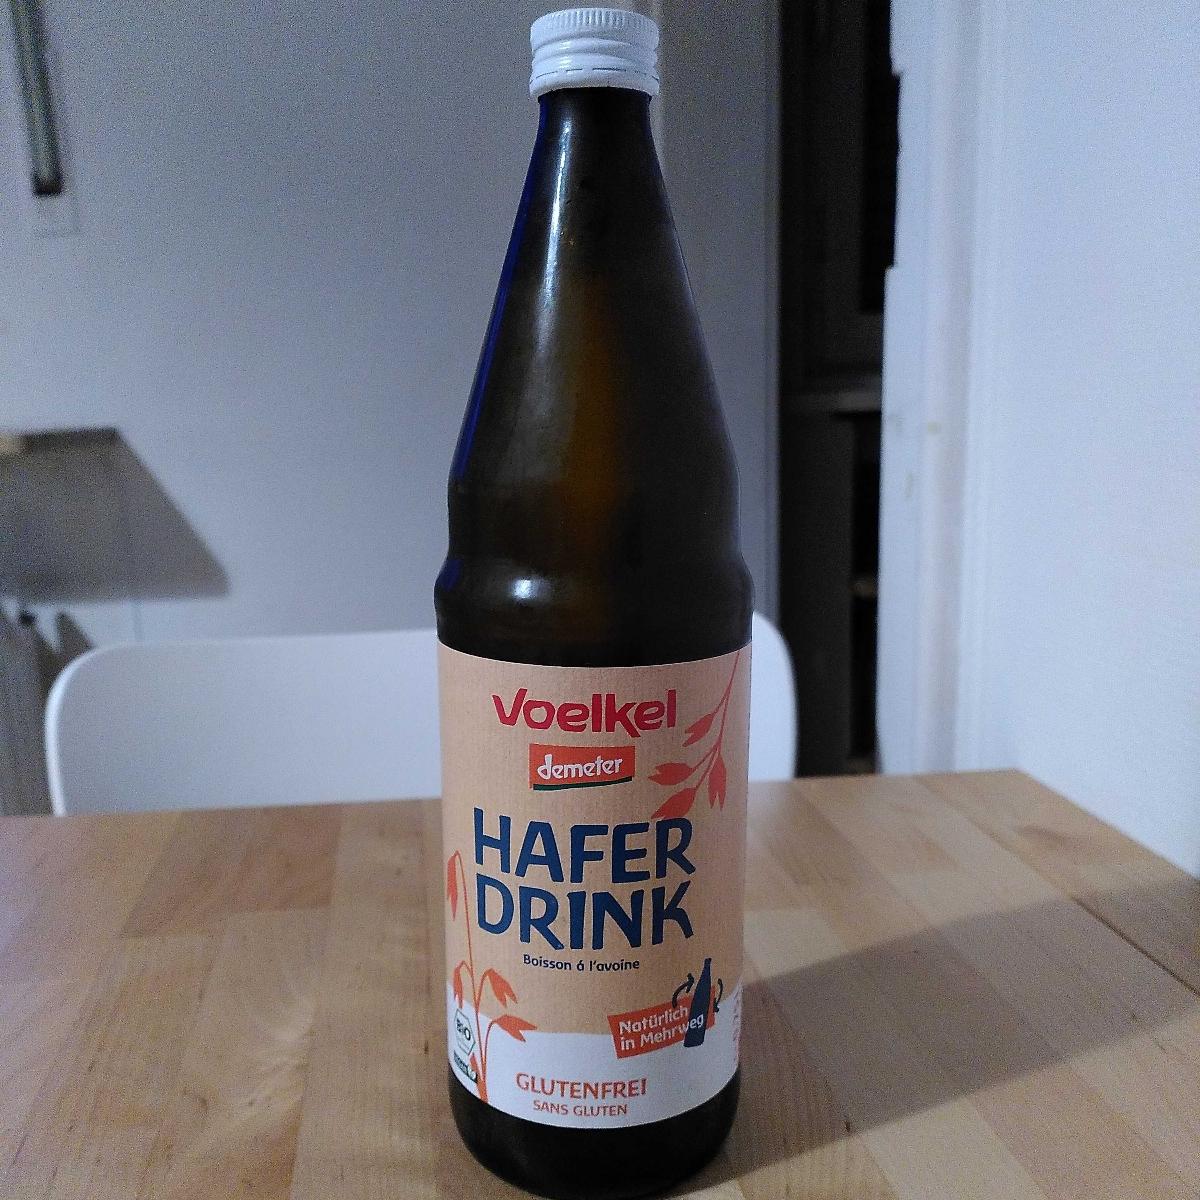 Voelkel
demeter
HAFER
DRINK
Boisson á l'avoine
Natürlich
in Mehrweg
BIO
GLUTENFREI
SANS GLUTEN